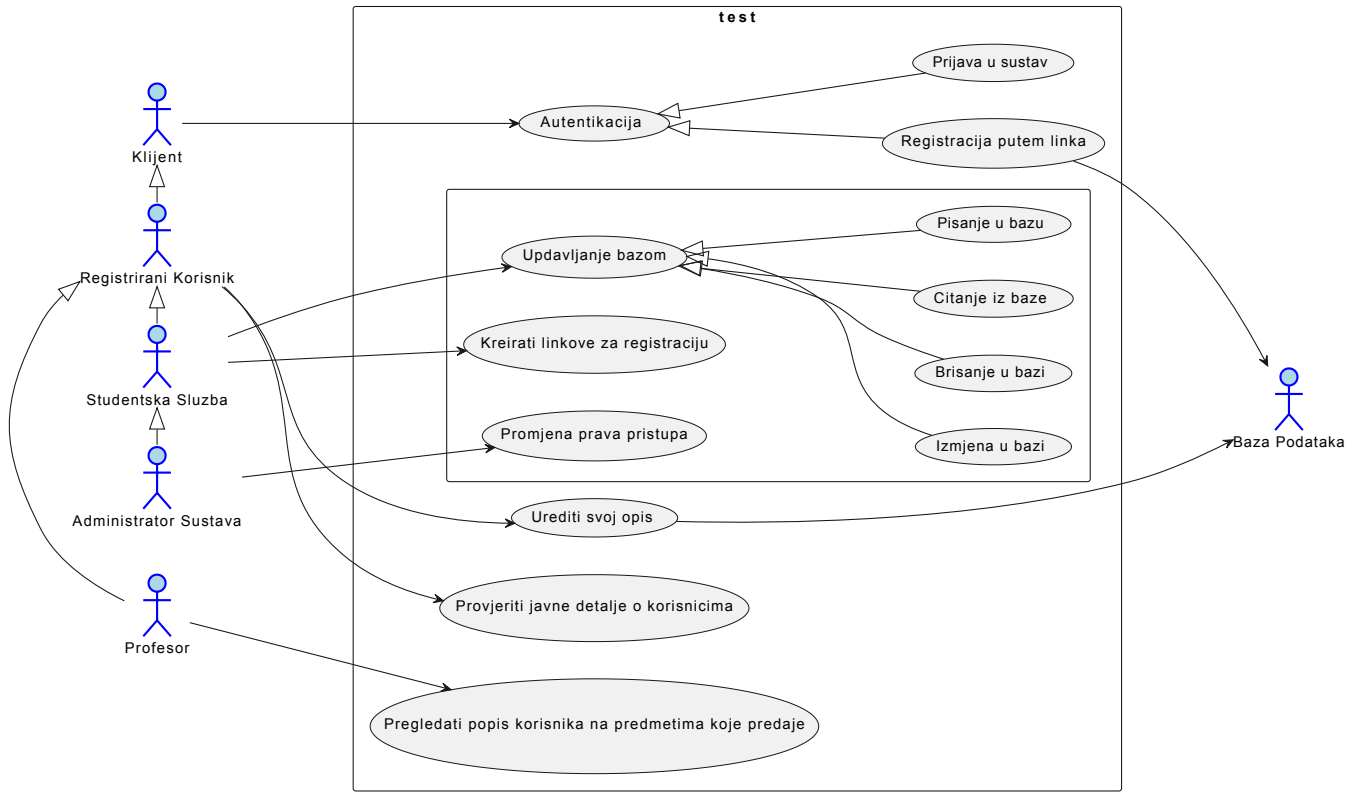 test
Prijava u sustav
Autentikacija
Registracija putem linka
Klijent
Pisanje u bazu
Updavljanje bazom
Registrirani Korisnik
Citanje iz baze
Kreirati linkove za registraciju
Brisanje u bazi
Studentska Sluzba
Promjena prava pristupa
Izmjena u bazi
Baza Podataka
Administrator Sustava
Urediti svoj opis
Provjeriti javne detalje o korisnicima
Profesor
Pregledati popis korisnika na predmetima koje predaje